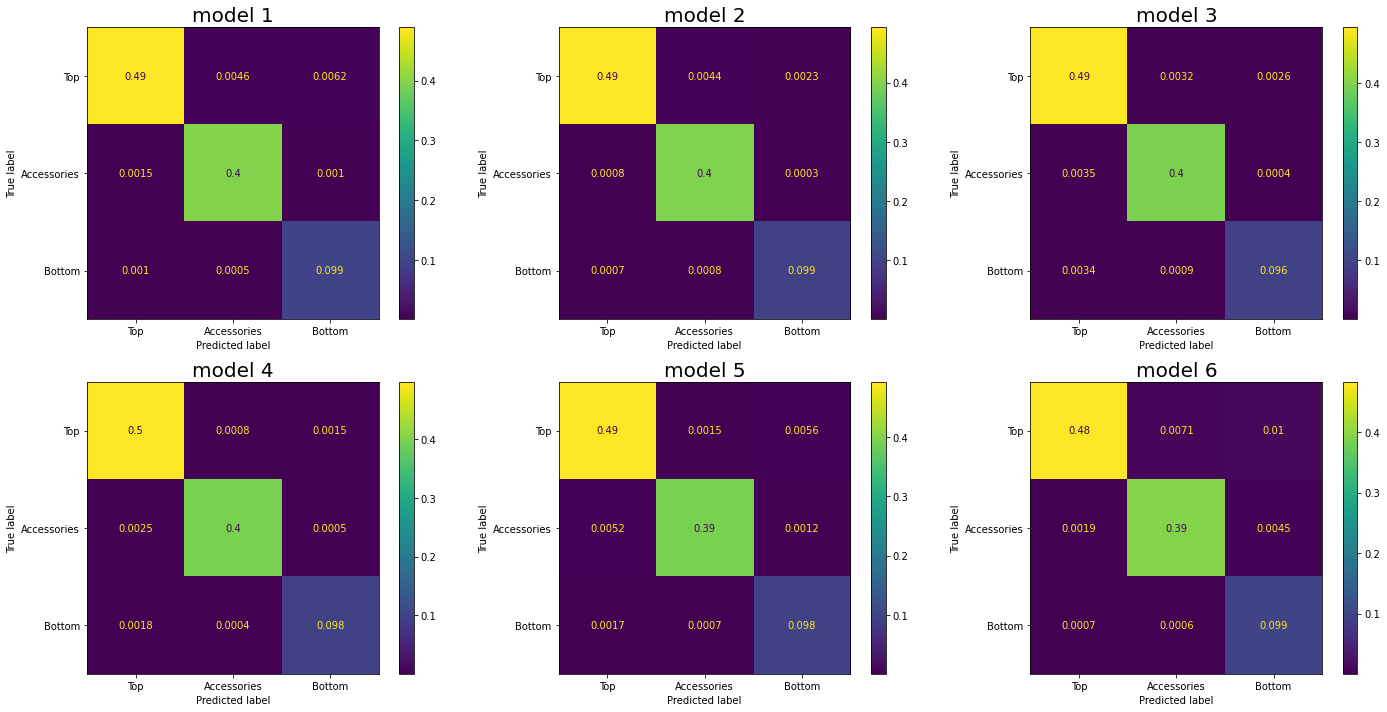 model 1
Top 0.49 0.0046 0.0062
Accessories 0.0015 0.4 0.001
Bottom 0.001 0.0005 0.099
Top Accessories Bottom
Predicted label
True label
0.4
0.3
0.2
0.1
model 2
Top 0.49 0.0044 0.0023
Accessories 0.0008 0.4 0.0003
Bottom 0.0007 0.0008 0.099
Top Accessories Bottom
Predicted label
True label
0.4
0.3
0.2
0.1
model 3
Top 0.49 0.0032 0.0026
Accessories 0.0035 0.4 0.0004
Bottom 0.0034 0.0009 0.096
Top Accessories Bottom
Predicted label
True label
0.4
0.3
0.2
0.1
model 4
Top 0.5 0.0008 0.0015
Accessories 0.0025 0.4 0.0005
Bottom 0.0018 0.0004 0.098
Top Accessories Bottom
Predicted label
True label
0.4
0.3
0.2
0.1
model 5
Top 0.49 0.0015 0.0056
Accessories 0.0052 0.39 0.0012
Bottom 0.0017 0.0007 0.098
Top Accessories Bottom
Predicted label
True label
0.4
0.3
0.2
0.1
model 6
Top 0.48 0.0071 0.01
Accessories 0.0019 0.39 0.0045
Bottom 0.0007 0.0006 0.099
Top Accessories Bottom
Predicted label
True label
0.4
0.3
0.2
0.1